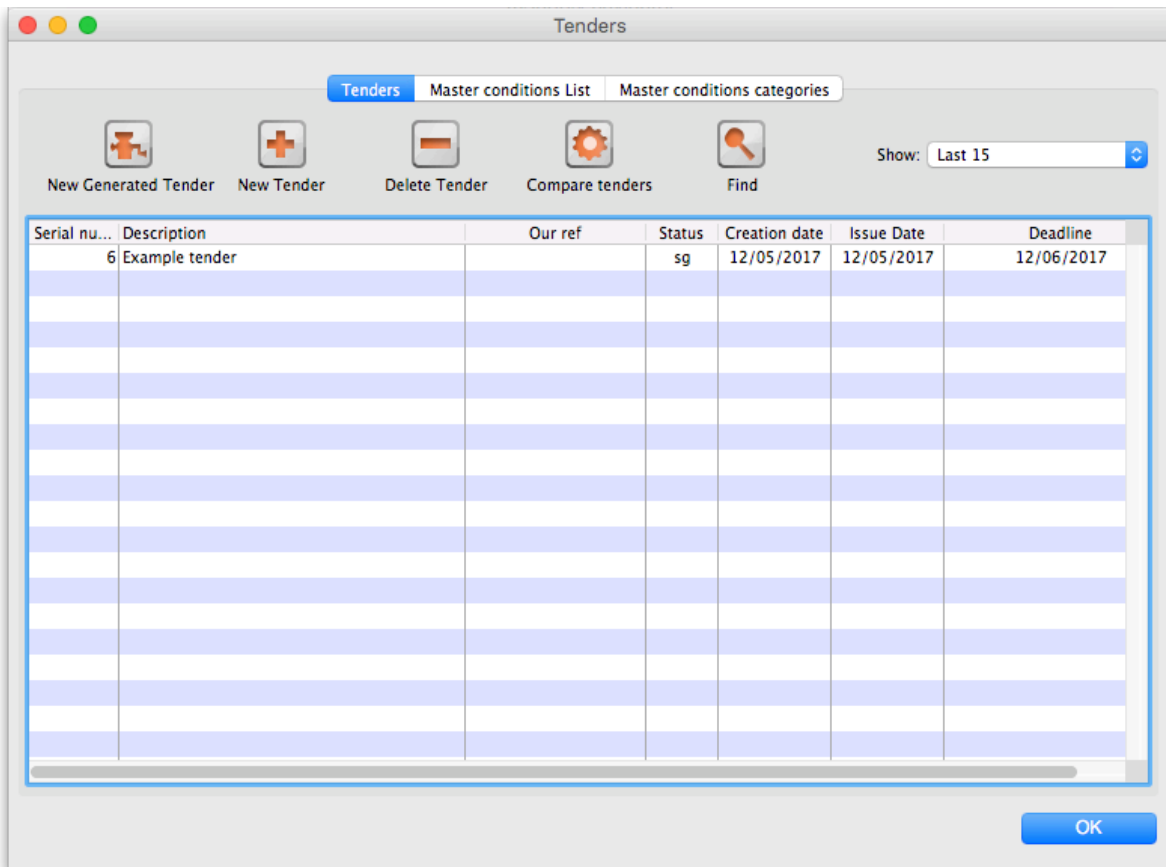 Tenders
Tenders Master conditions List Master conditions categories
New Generated Tender New Tender Delete Tender Compare tenders Find Show: Last 15
Serial nu... Description Our ref Status Creation date Issue Date Deadline
6 Example tender sg 12/05/2017 12/05/2017 12/06/2017
OK